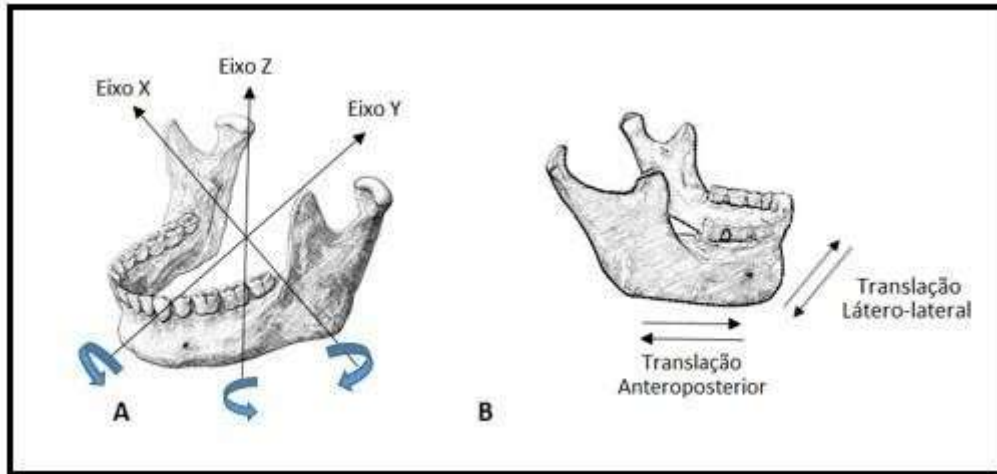 Eixo X
Eixo Z
Eixo Y
A
B
Translação
Látero-lateral
Translação
Anteroposterior